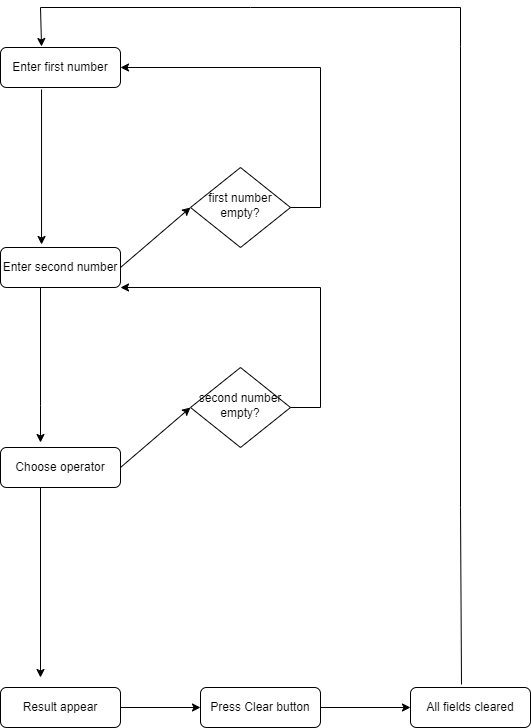 Enter first number
first number
empty?
Enter second number
second number
empty?
Choose operator
Result appear
Press Clear button
All fields cleared